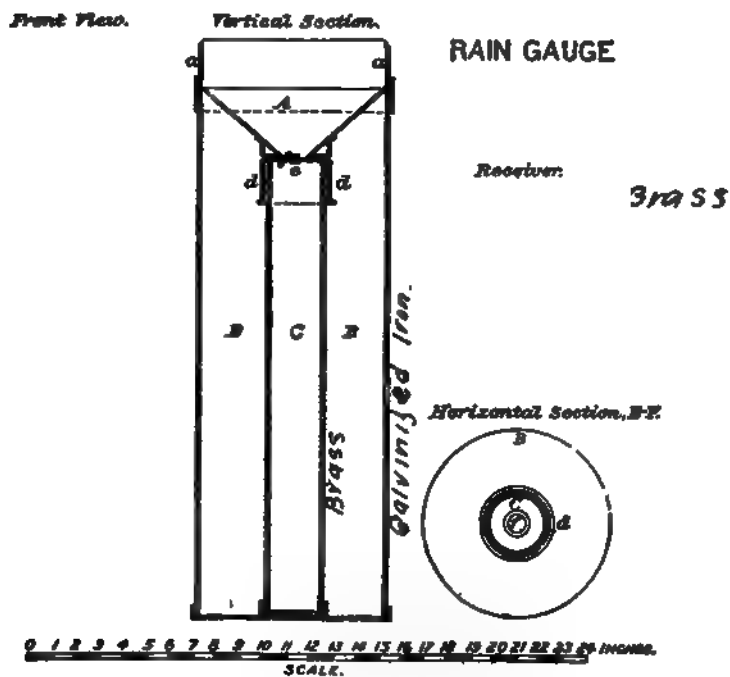 Front View.
Vertical Section.
RAIN GAUGE
a
a
A
Receiver.
e
d
d
3rass
B
C
B
Brass
Galvinifed Iron.
Horizontal Section, E-F.
B
C
d
0 1 2 3 4 5 6 7 8 9 10 11 12 13 14 15 16 17 18 19 20 21 22 23 24 INCHES.
SCALE.